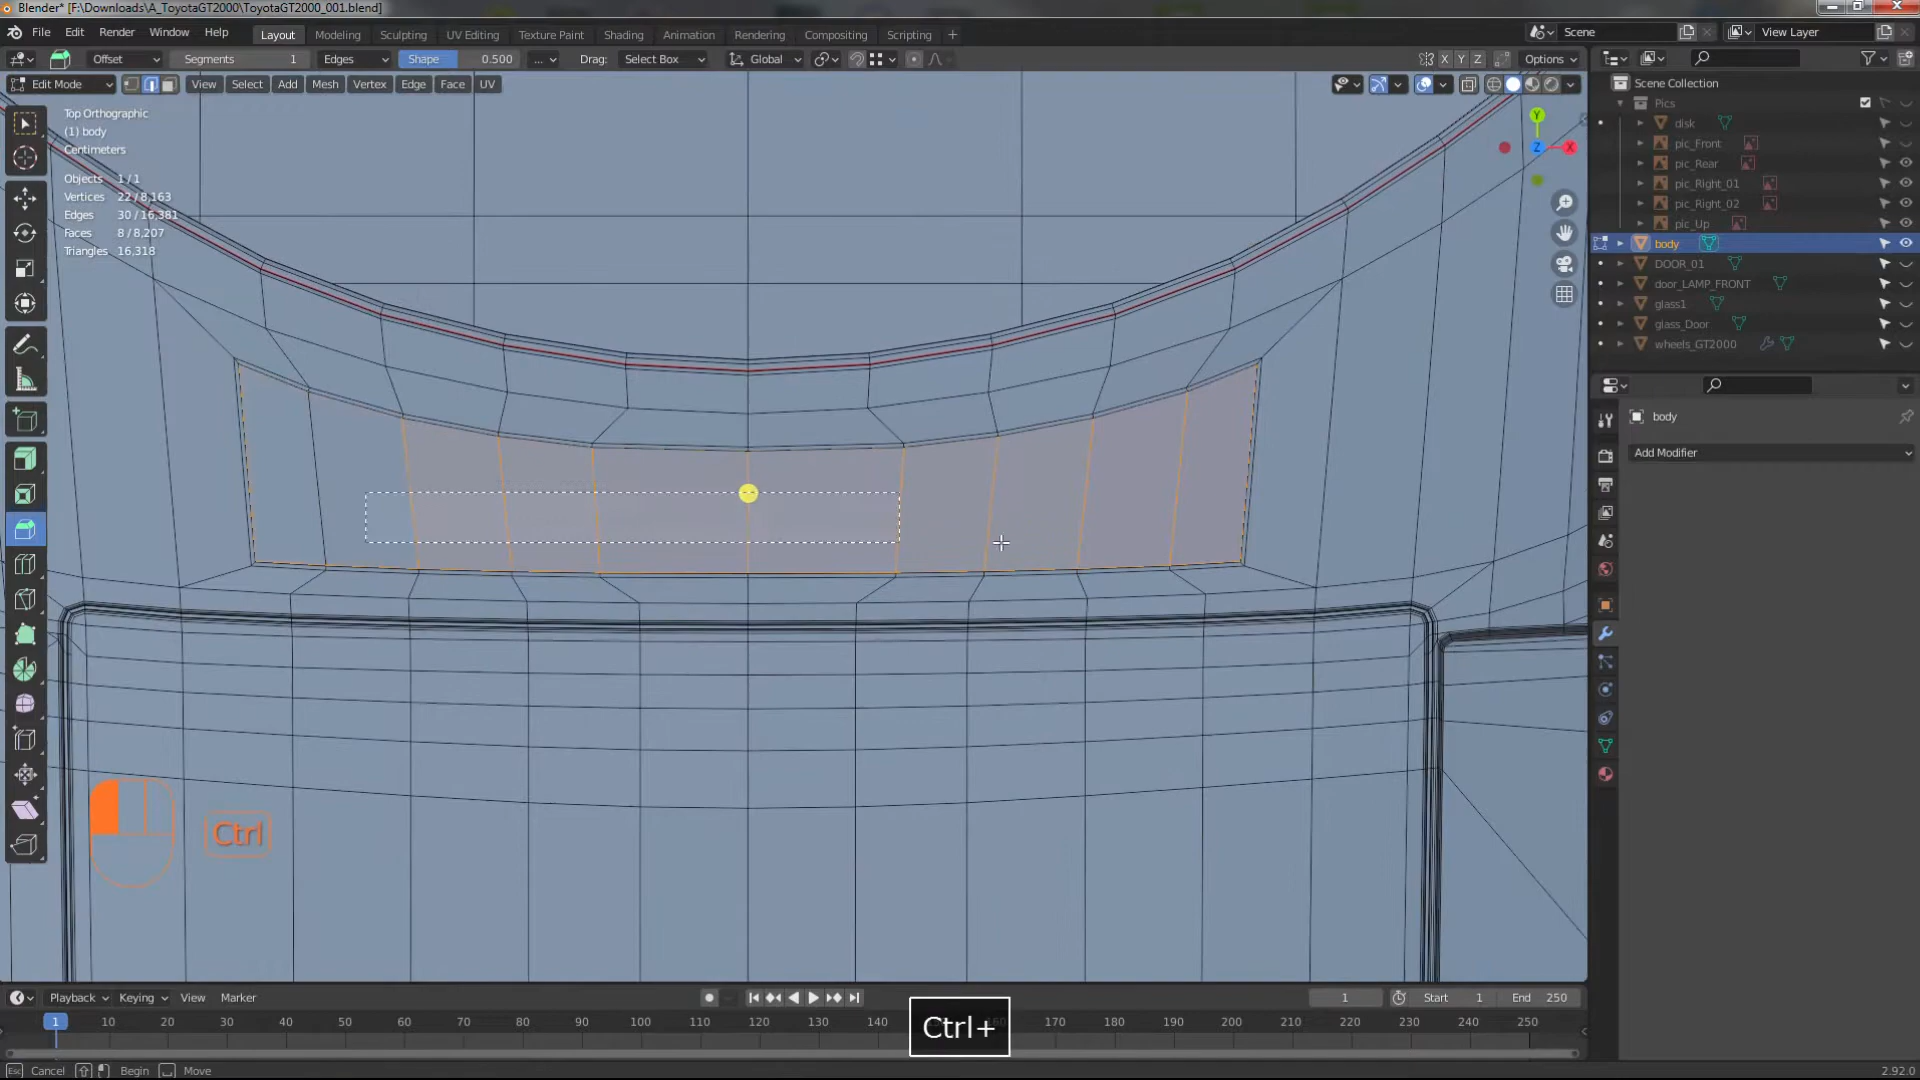 Blender* [F:\Downloads\A_ToyotaGT2000\ToyotaGT2000_001.blend]
File Edit Render Window Help Layout Modeling Sculpting UV Editing Texture Paint Shading Animation Rendering Compositing Scripting + Scene View Layer
Offset Segments 1 Edges Shape 0.500 ... Drag: Select Box Global X Y Z Options
Edit Mode View Select Add Mesh Vertex Edge Face UV
Top Orthographic
(1) body
Centimeters
Objects 1/1
Vertices 22/8,163
Edges 30/16,381
Faces 8/8,207
Triangles 16,318
Y
Z
X
Scene Collection
Pics
disk
pic_Front
pic_Rear
pic_Right_01
pic_Right_02
pic_Up
body
DOOR_01
door_LAMP_FRONT
glass1
glass_Door
wheels_GT2000
body
Add Modifier
Ctrl
Playback Keying View Marker 1 Start 1 End 250
1 10 20 30 40 50 60 70 80 90 100 110 120 130 140 170 180 190 200 210 220 230 240 250
Ctrl+
Esc Cancel Begin Move 2.92.0